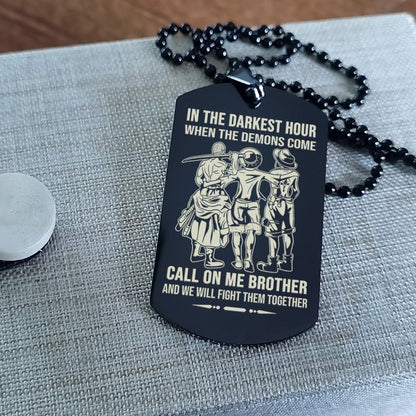 IN THE DARKEST HOUR
WHEN THE DEMONS COME
CALL ON ME BROTHER
AND WE WILL FIGHT THEM TOGETHER